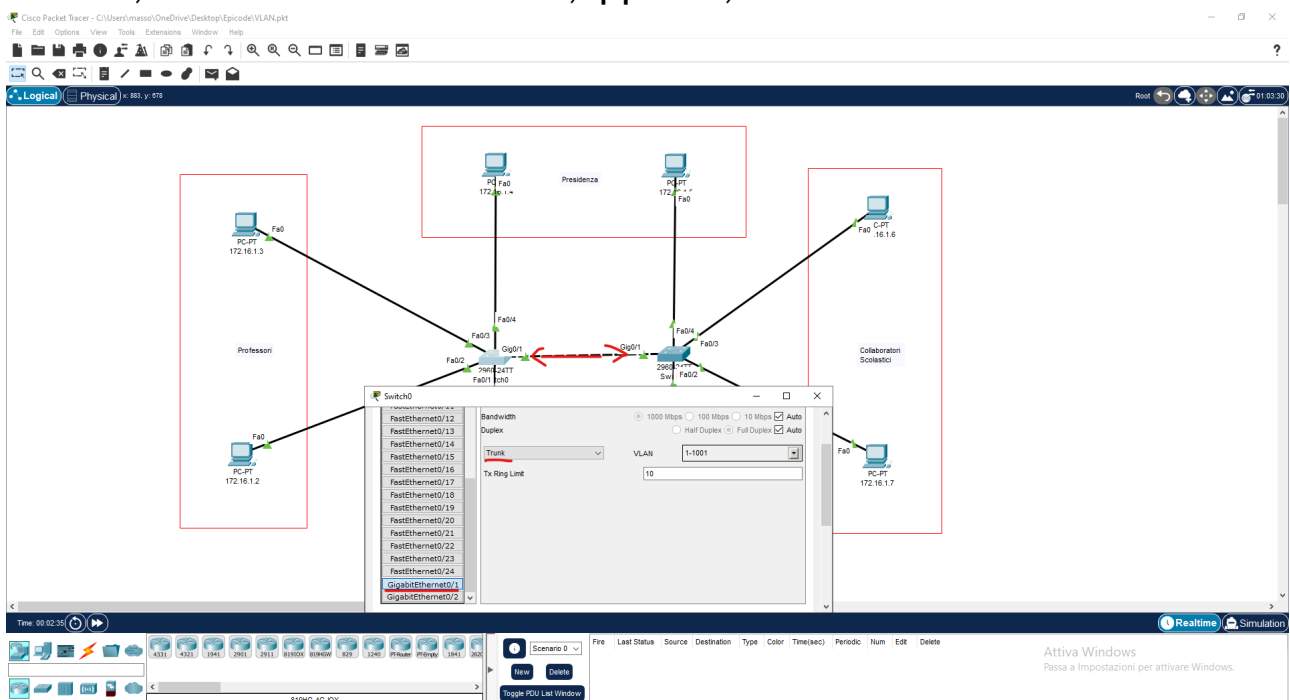 Cisco Packet Tracer - C:\Users\masso\OneDrive\Desktop\Epicode\VLAN.pkt
File Edit Options View Tools Extensions Window Help
Logical Physical x: 883, y: 678
Root 01:03:30
Presidenza
PC-PT
172.16.1.3
Fa0
Fa0
Fa0
C-PT
.16.1.6
Fa0
Professori
Collaboratori
Scolastici
Fa0/4
Fa0/3
Gig0/1
Fa0/2
2960-24TT
Fa0/1
Gig0/1
Fa0/4
Fa0/3
Fa0/2
Fa0
PC-PT
172.16.1.2
Fa0
PC-PT
172.16.1.7
Switch0
FastEthernet0/12
FastEthernet0/13
FastEthernet0/14
FastEthernet0/15
FastEthernet0/16
FastEthernet0/17
FastEthernet0/18
FastEthernet0/19
FastEthernet0/20
FastEthernet0/21
FastEthernet0/22
FastEthernet0/23
FastEthernet0/24
GigabitEthernet0/1
GigabitEthernet0/2
Bandwidth 1000 Mbps 100 Mbps 10 Mbps Auto
Duplex Half Duplex Full Duplex Auto
Trunk VLAN 1-1001
Tx Ring Limit 10
Time: 00:02:35
Realtime Simulation
4331 4321 1941 2901 2911 819IOX 819HGW 829 1240 PT-Router PT-Empty 1841
Scenario 0
New Delete
Toggle PDU List Window
Fire Last Status Source Destination Type Color Time(sec) Periodic Num Edit Delete
Attiva Windows
Passa a Impostazioni per attivare Windows.